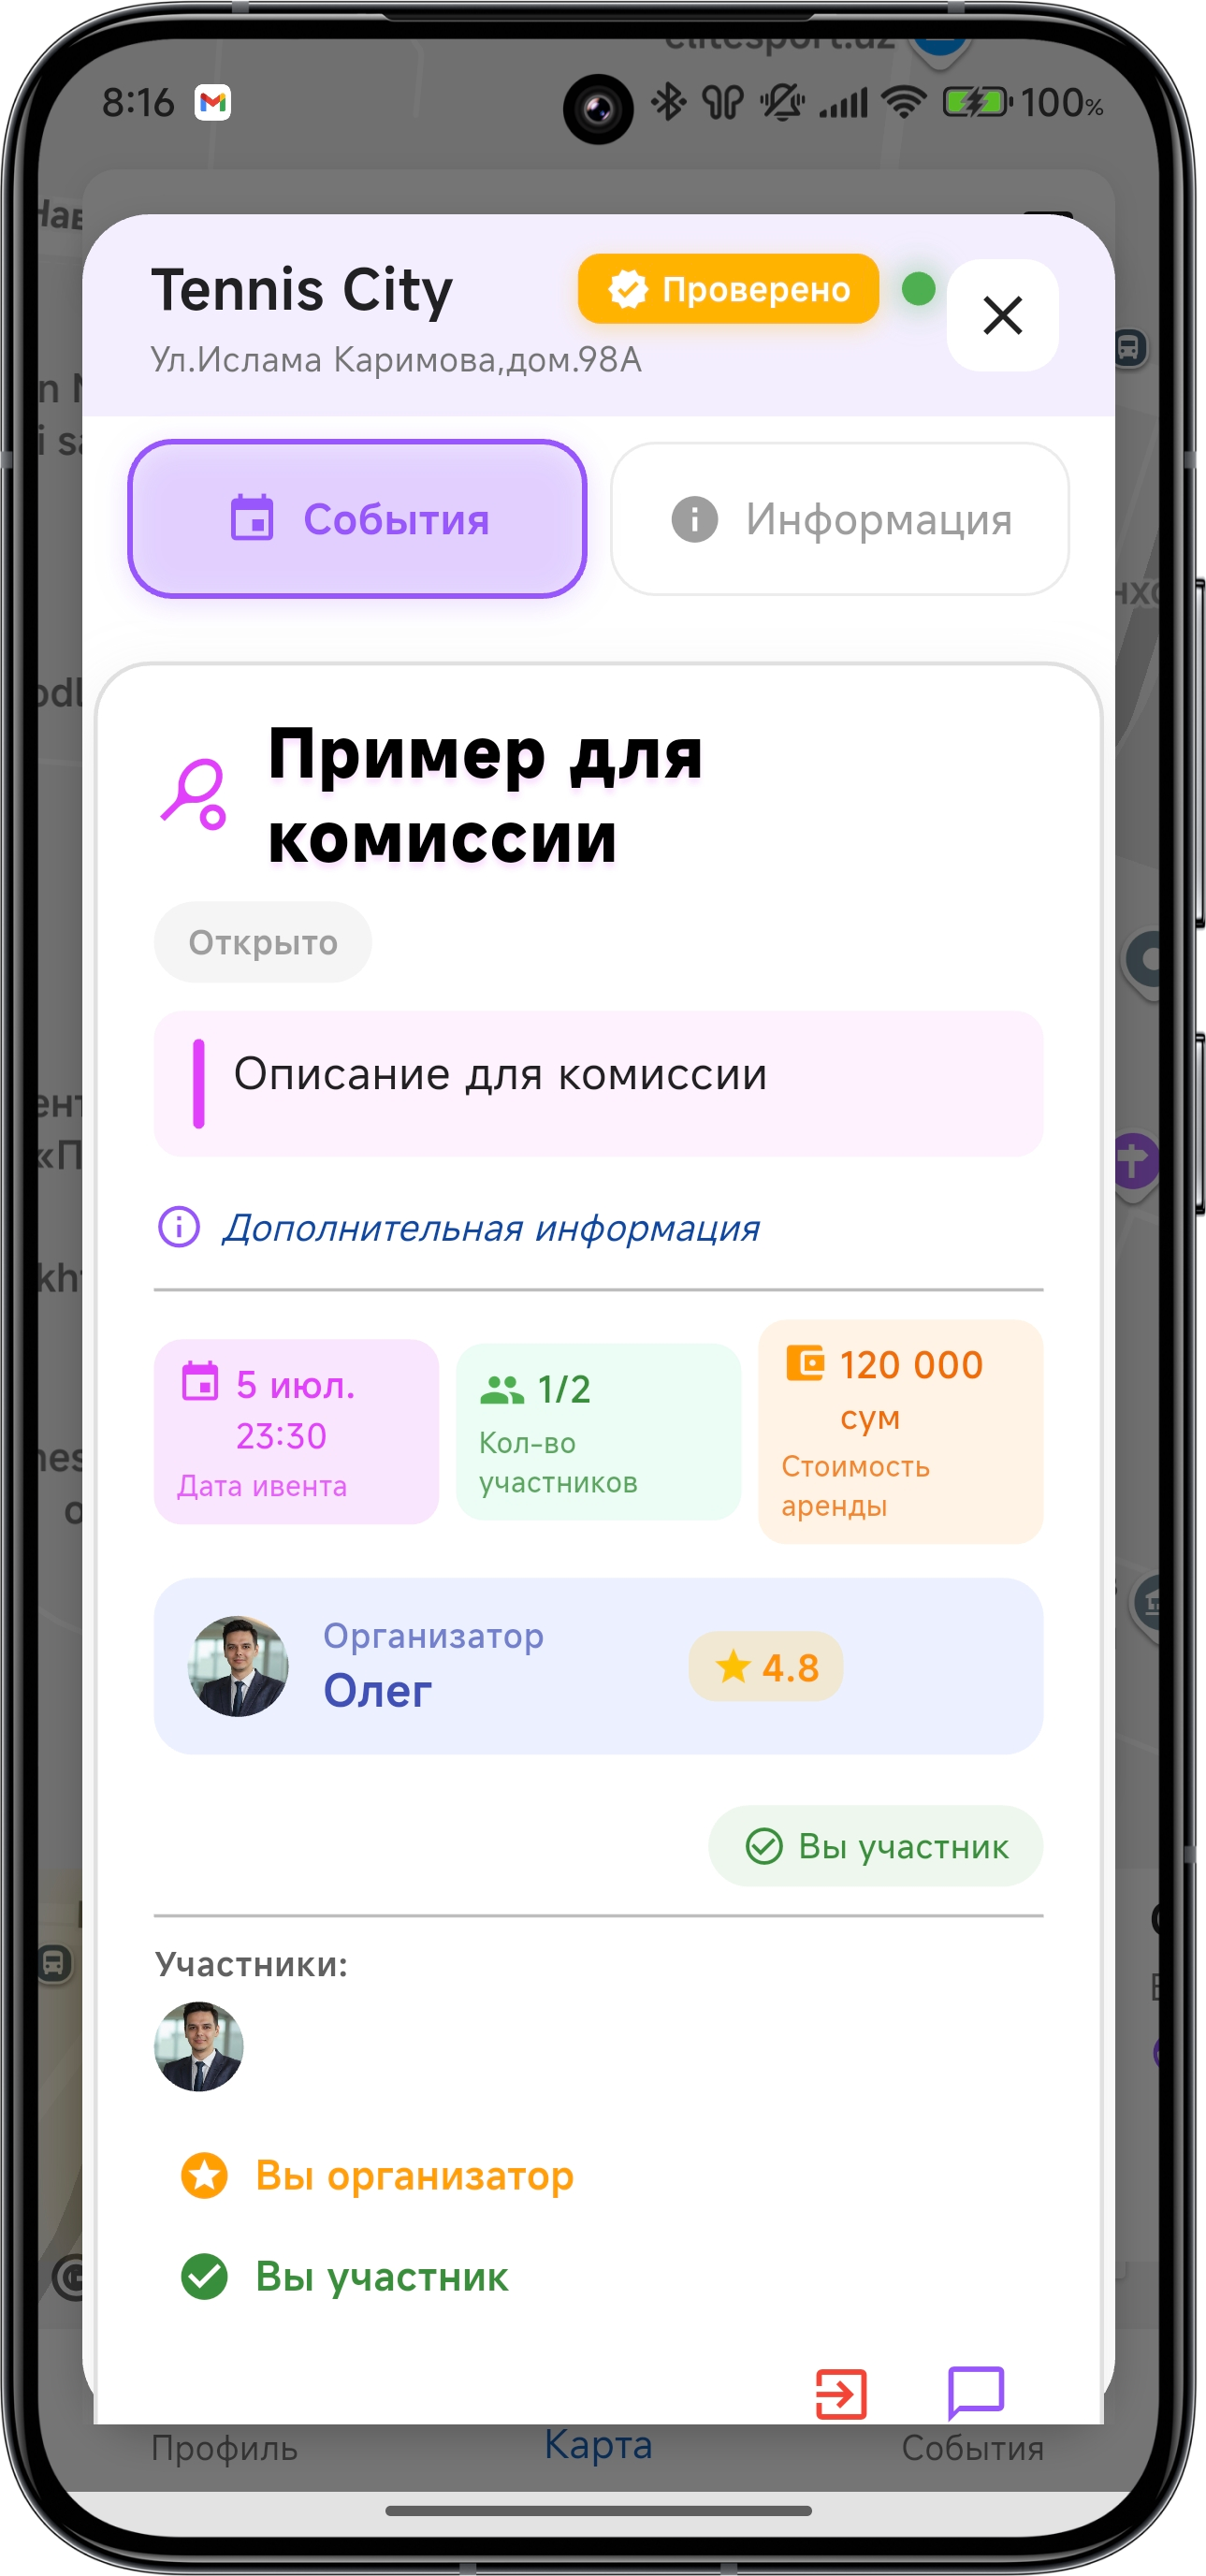 elitesport.uz
8:16
100%
Tennis City
Проверено
Ул.Ислама Каримова,дом.98А
События
Информация
Пример для
комиссии
Открыто
Описание для комиссии
Дополнительная информация
5 июл.
23:30
Дата ивента
1/2
Кол-во
участников
120 000
сум
Стоимость
аренды
Организатор
Олег
4.8
Вы участник
Участники:
Вы организатор
Вы участник
Профиль
Карта
События